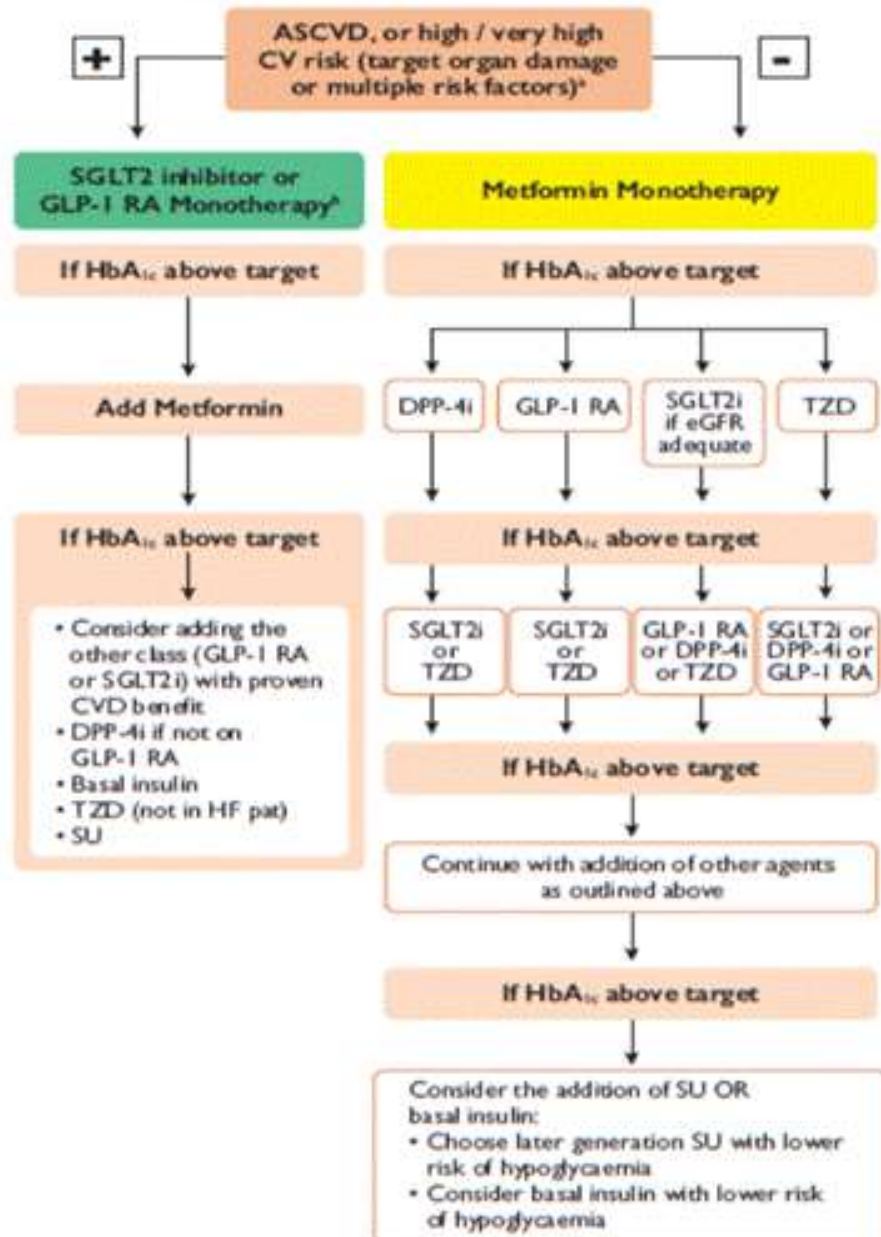 ASCVD, or high / very high
CV risk (target organ damage
or multiple risk factors)ᵃ
+
-
SGLT2 inhibitor or
GLP-1 RA Monotherapyᵇ
Metformin Monotherapy
If HbA₁c above target
If HbA₁c above target
Add Metformin
DPP-4i
GLP-1 RA
SGLT2i
if eGFR
adequate
TZD
If HbA₁c above target
• Consider adding the
other class (GLP-1 RA
or SGLT2i) with proven
CVD benefit
• DPP-4i if not on
GLP-1 RA
• Basal insulin
• TZD (not in HF pat)
• SU
If HbA₁c above target
SGLT2i
or
TZD
SGLT2i
or
TZD
GLP-1 RA
or DPP-4i
or TZD
SGLT2i or
DPP-4i or
GLP-1 RA
If HbA₁c above target
Continue with addition of other agents
as outlined above
If HbA₁c above target
Consider the addition of SU OR
basal insulin:
• Choose later generation SU with lower
risk of hypoglycaemia
• Consider basal insulin with lower risk
of hypoglycaemia